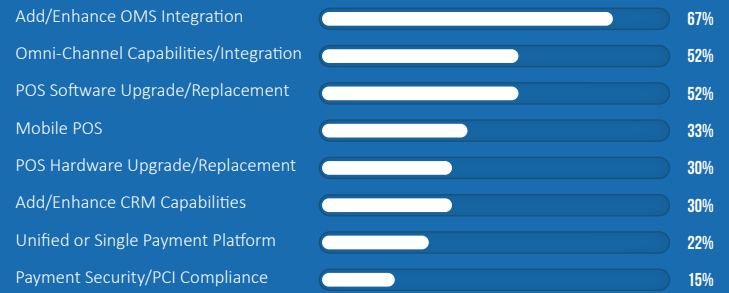 Add/Enhance OMS Integration 67%
Omni-Channel Capabilities/Integration 52%
POS Software Upgrade/Replacement 52%
Mobile POS 33%
POS Hardware Upgrade/Replacement 30%
Add/Enhance CRM Capabilities 30%
Unified or Single Payment Platform 22%
Payment Security/PCI Compliance 15%